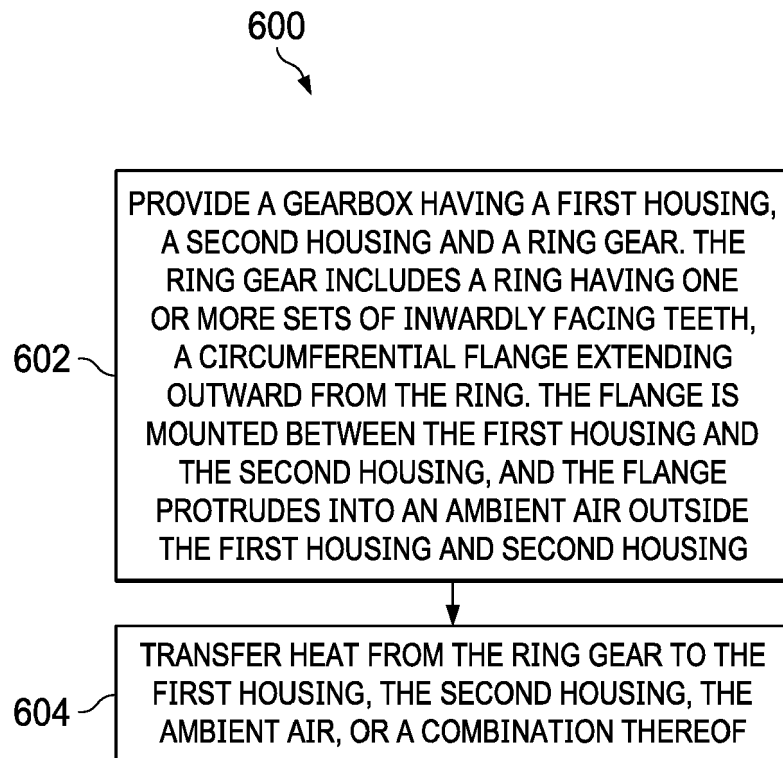 600
PROVIDE A GEARBOX HAVING A FIRST HOUSING,
A SECOND HOUSING AND A RING GEAR. THE
RING GEAR INCLUDES A RING HAVING ONE
OR MORE SETS OF INWARDLY FACING TEETH,
602
A CIRCUMFERENTIAL FLANGE EXTENDING
OUTWARD FROM THE RING. THE FLANGE IS
MOUNTED BETWEEN THE FIRST HOUSING AND
THE SECOND HOUSING, AND THE FLANGE
PROTRUDES INTO AN AMBIENT AIR OUTSIDE
THE FIRST HOUSING AND SECOND HOUSING
TRANSFER HEAT FROM THE RING GEAR TO THE
604
FIRST HOUSING, THE SECOND HOUSING, THE
AMBIENT AIR, OR A COMBINATION THEREOF